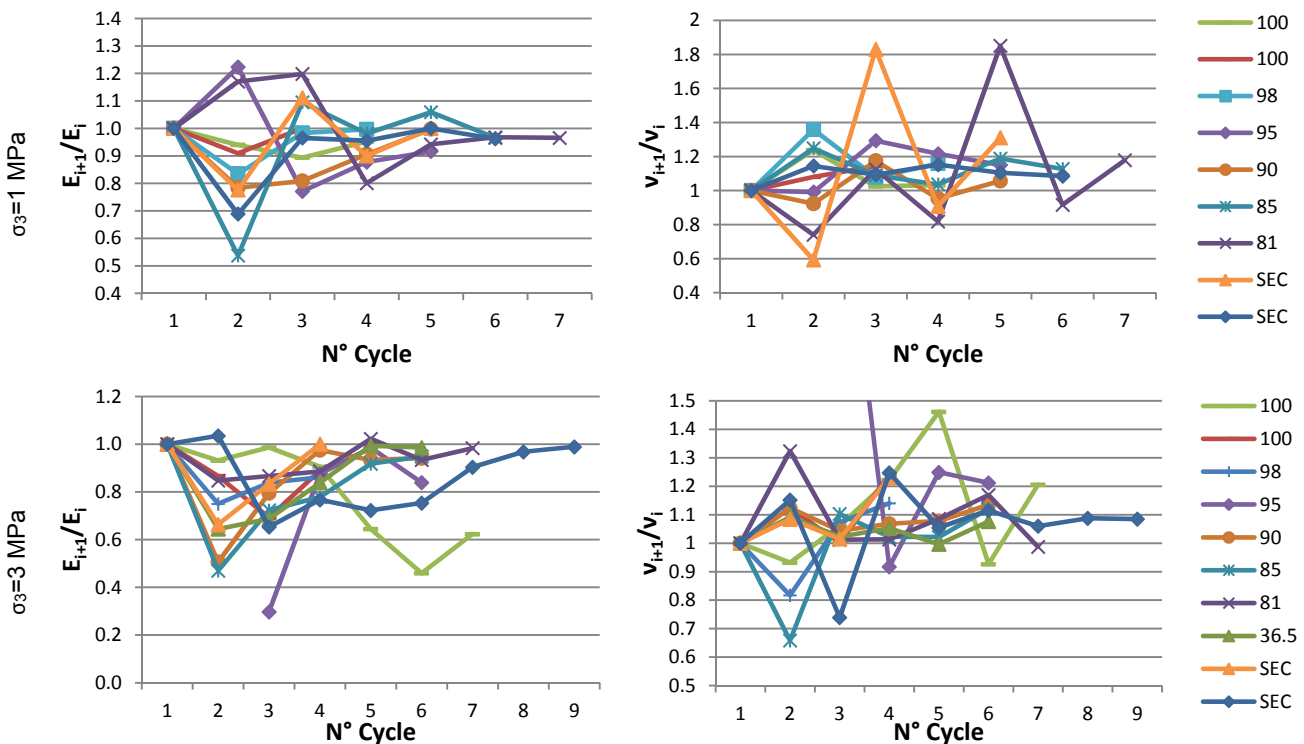 σ3=1 MPa
Ei+1/Ei
1.4
1.3
1.2
1.1
1.0
0.9
0.8
0.7
0.6
0.5
0.4
1 2 3 4 5 6 7
N° Cycle
νi+1/νi
2
1.8
1.6
1.4
1.2
1
0.8
0.6
0.4
1 2 3 4 5 6 7
N° Cycle
100
100
98
95
90
85
81
SEC
SEC
σ3=3 MPa
Ei+1/Ei
1.2
1.0
0.8
0.6
0.4
0.2
0.0
1 2 3 4 5 6 7 8 9
N° Cycle
νi+1/νi
1.5
1.4
1.3
1.2
1.1
1
0.9
0.8
0.7
0.6
0.5
1 2 3 4 5 6 7 8 9
N° Cycle
100
100
98
95
90
85
81
36.5
SEC
SEC